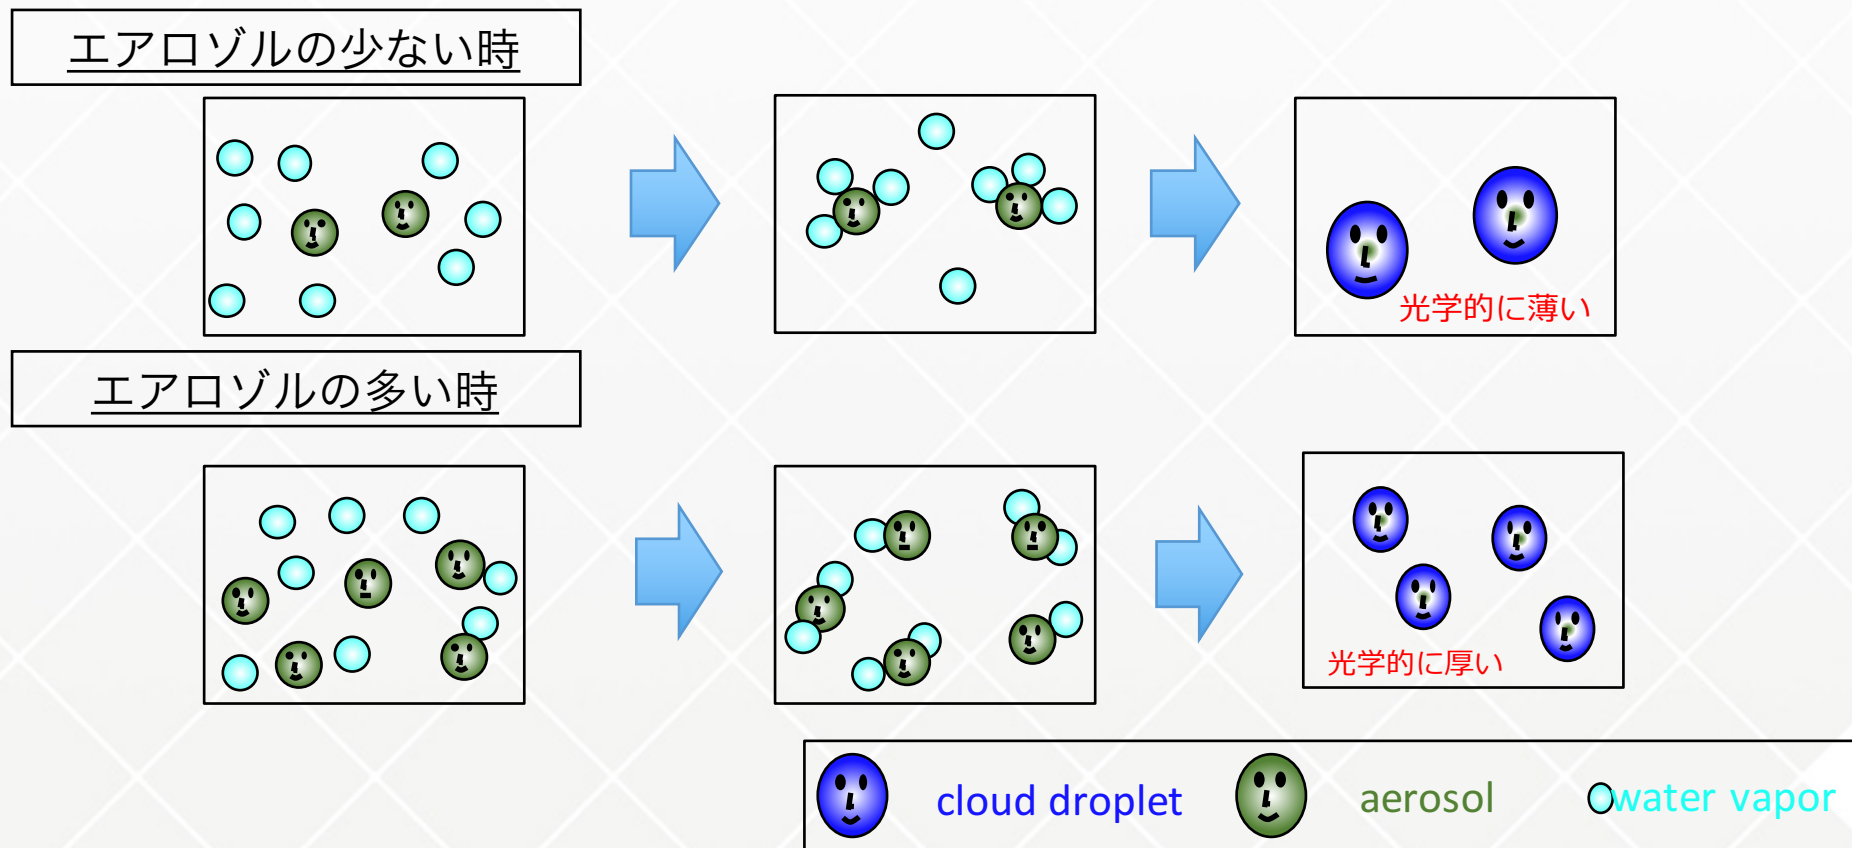 エアロゾルの少ない時
光学的に薄い
エアロゾルの多い時
光学的に厚い
cloud droplet
aerosol
water vapor